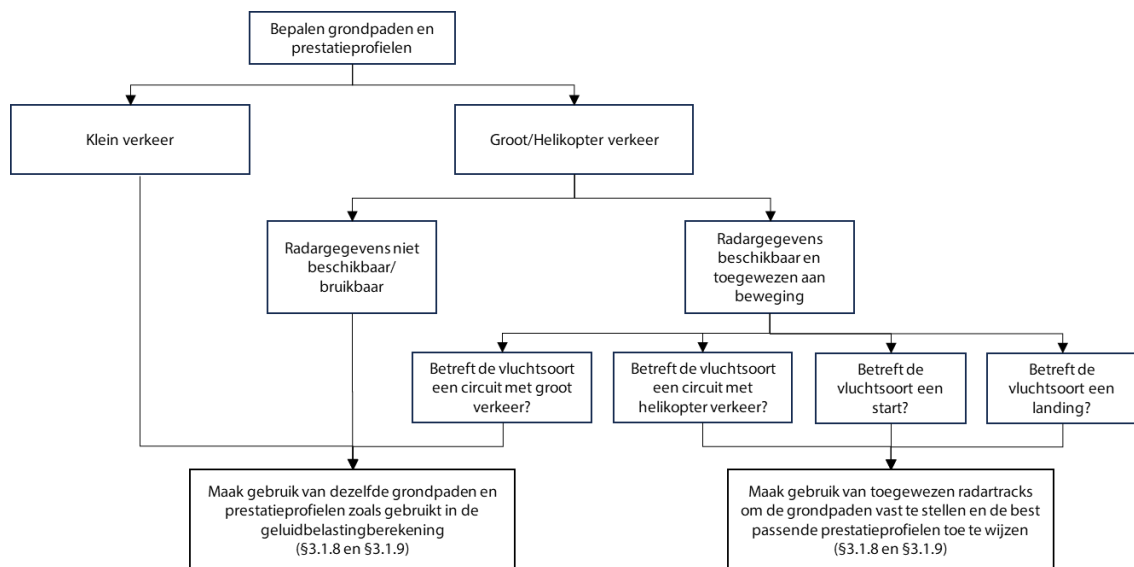 Bepalen grondpaden en
prestatieprofielen
Klein verkeer
Groot/Helikopter verkeer
Radargegevens niet
beschikbaar/
bruikbaar
Radargegevens
beschikbaar en
toegewezen aan
beweging
Betreft de vluchtsoort
een circuit met groot
verkeer?
Betreft de vluchtsoort
een circuit met
helikopter verkeer?
Betreft de
vluchtsoort een
start?
Betreft de
vluchtsoort een
landing?
Maak gebruik van dezelfde grondpaden en
prestatieprofielen zoals gebruikt in de
geluidbelastingberekening
(§3.1.8 en §3.1.9)
Maak gebruik van toegewezen radartracks
om de grondpaden vast te stellen en de best
passende prestatieprofielen toe te wijzen
(§3.1.8 en §3.1.9)